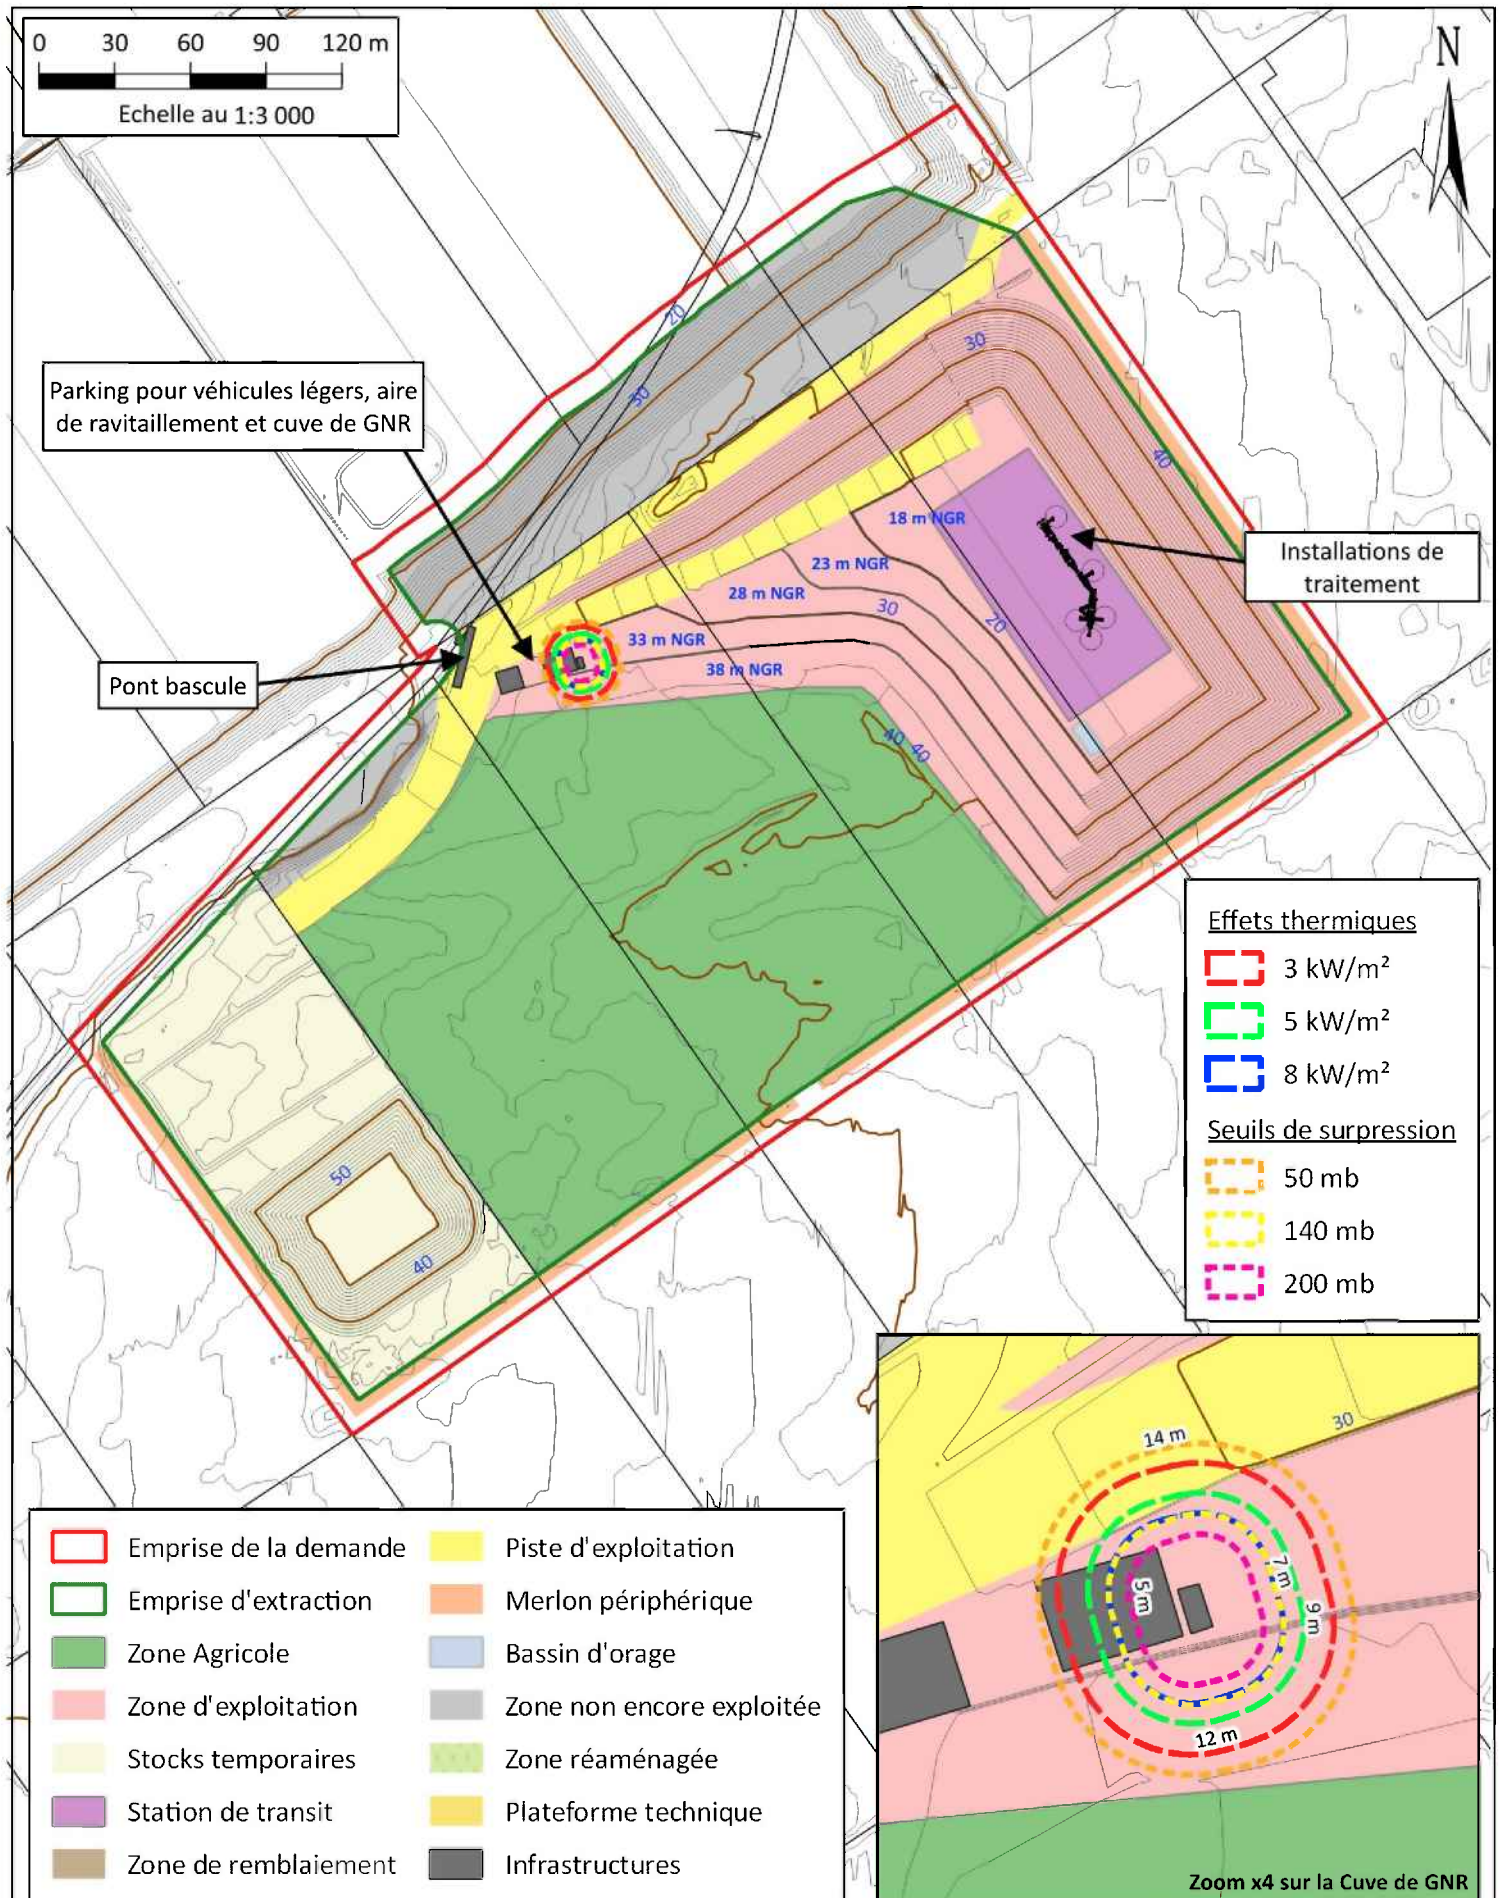 0 30 60 90 120 m
Echelle au 1:3 000
N
20
30
30
40
Parking pour véhicules légers, aire
de ravitaillement et cuve de GNR
18 m NGR
Installations de
traitement
23 m NGR
28 m NGR
30
20
33 m NGR
38 m NGR
Pont bascule
40 40
50
40
Effets thermiques
3 kW/m²
5 kW/m²
8 kW/m²
Seuils de surpression
50 mb
140 mb
200 mb
14 m
30
7 m
5 m
9 m
12 m
Zoom x4 sur la Cuve de GNR
Emprise de la demande
Emprise d'extraction
Zone Agricole
Zone d'exploitation
Stocks temporaires
Station de transit
Zone de remblaiement
Piste d'exploitation
Merlon périphérique
Bassin d'orage
Zone non encore exploitée
Zone réaménagée
Plateforme technique
Infrastructures